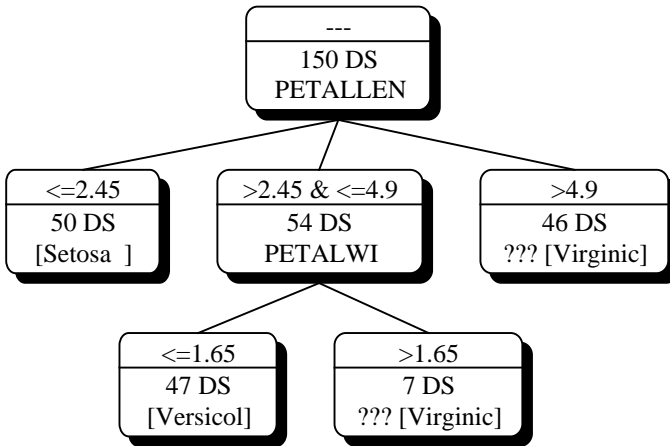 ---
150 DS
PETALLEN
<=2.45
50 DS
[Setosa ]
>2.45 & <=4.9
54 DS
PETALWI
>4.9
46 DS
??? [Virginic]
<=1.65
47 DS
[Versicol]
>1.65
7 DS
??? [Virginic]